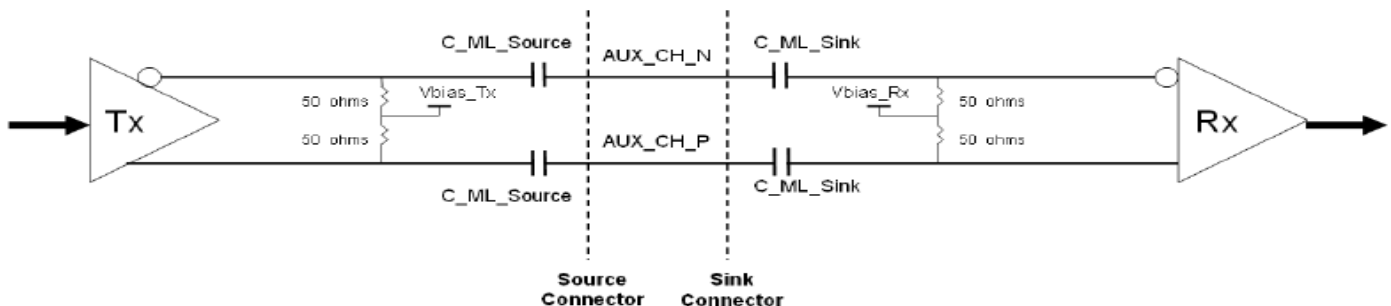 C_ML_Source
AUX_CH_N
C_ML_Sink
50 ohms
Vbias_Tx
Vbias_Rx
50 ohms
Tx
Rx
50 ohms
AUX_CH_P
50 ohms
C_ML_Source
C_ML_Sink
Source
Connector
Sink
Connector